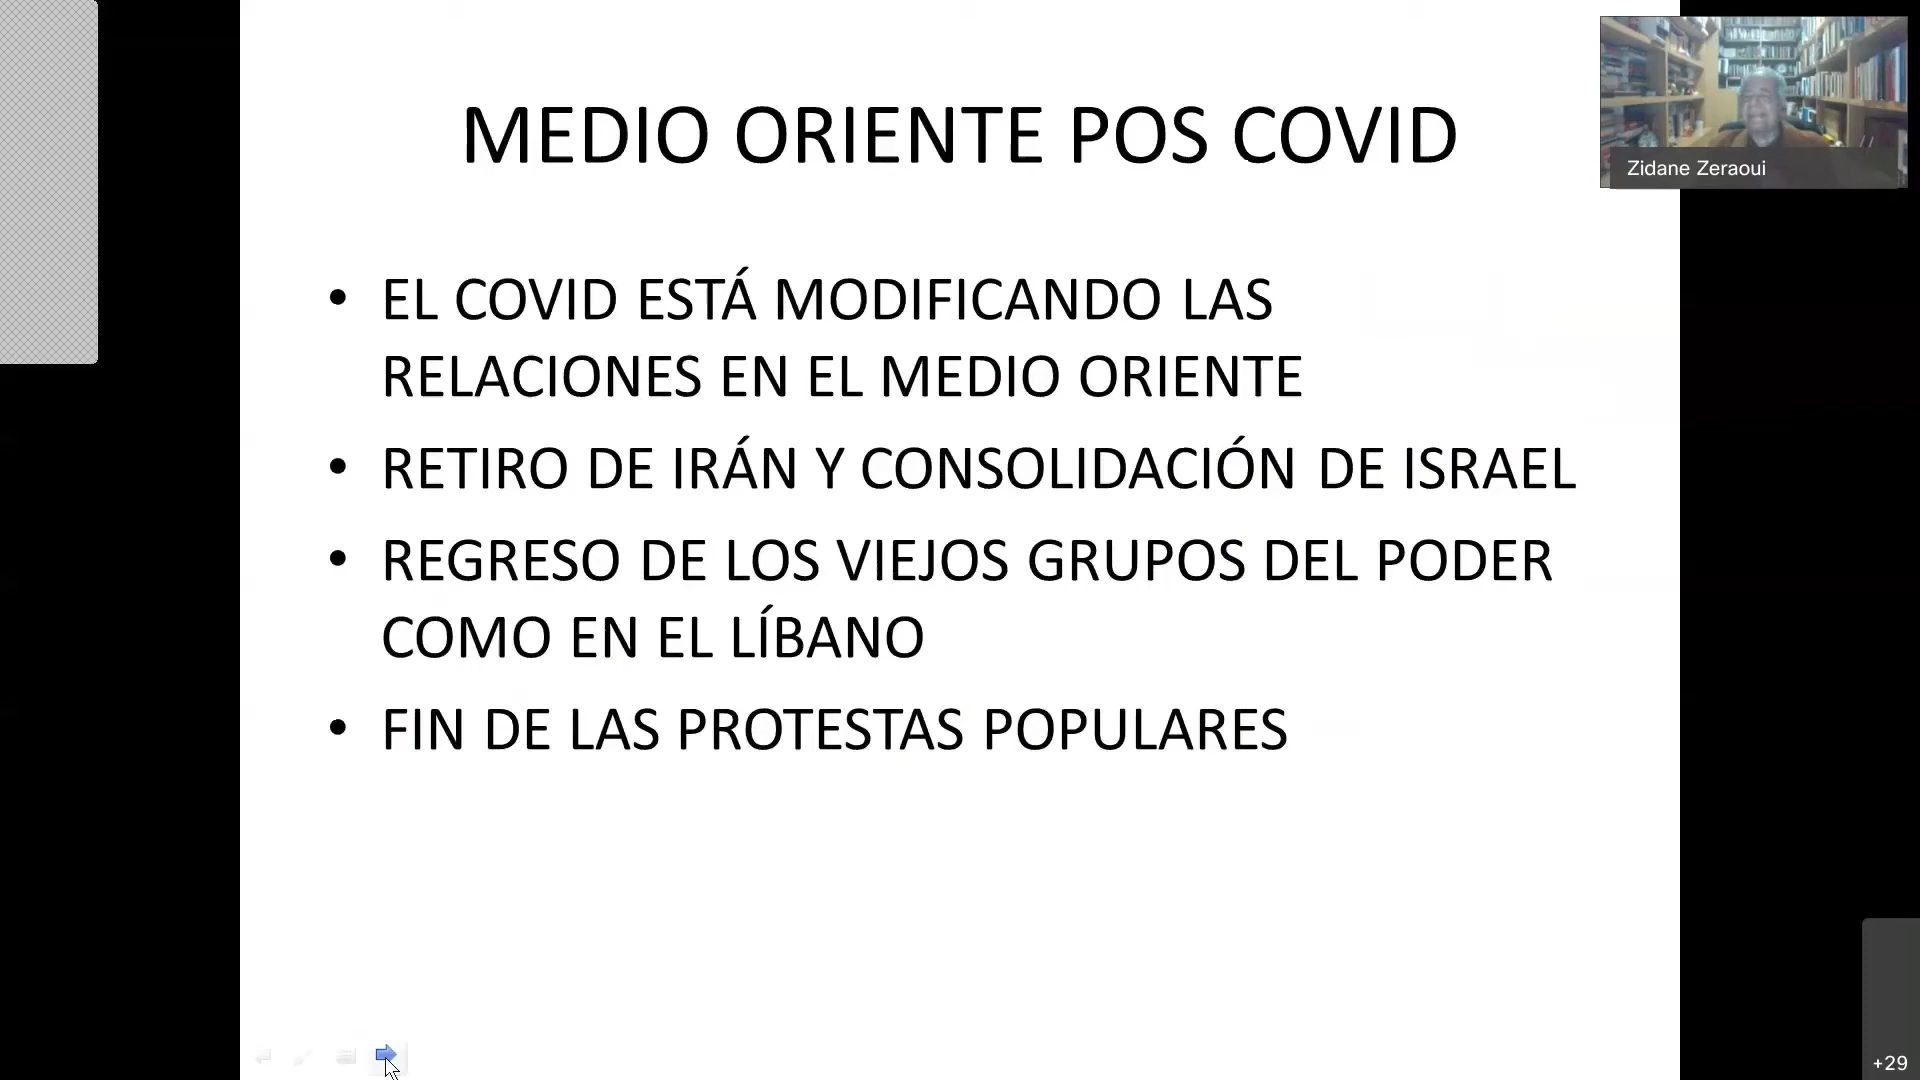 MEDIO ORIENTE POS COVID
Zidane Zeraoui
• EL COVID ESTÁ MODIFICANDO LAS
RELACIONES EN EL MEDIO ORIENTE
• RETIRO DE IRÁN Y CONSOLIDACIÓN DE ISRAEL
• REGRESO DE LOS VIEJOS GRUPOS DEL PODER
COMO EN EL LÍBANO
• FIN DE LAS PROTESTAS POPULARES
+29